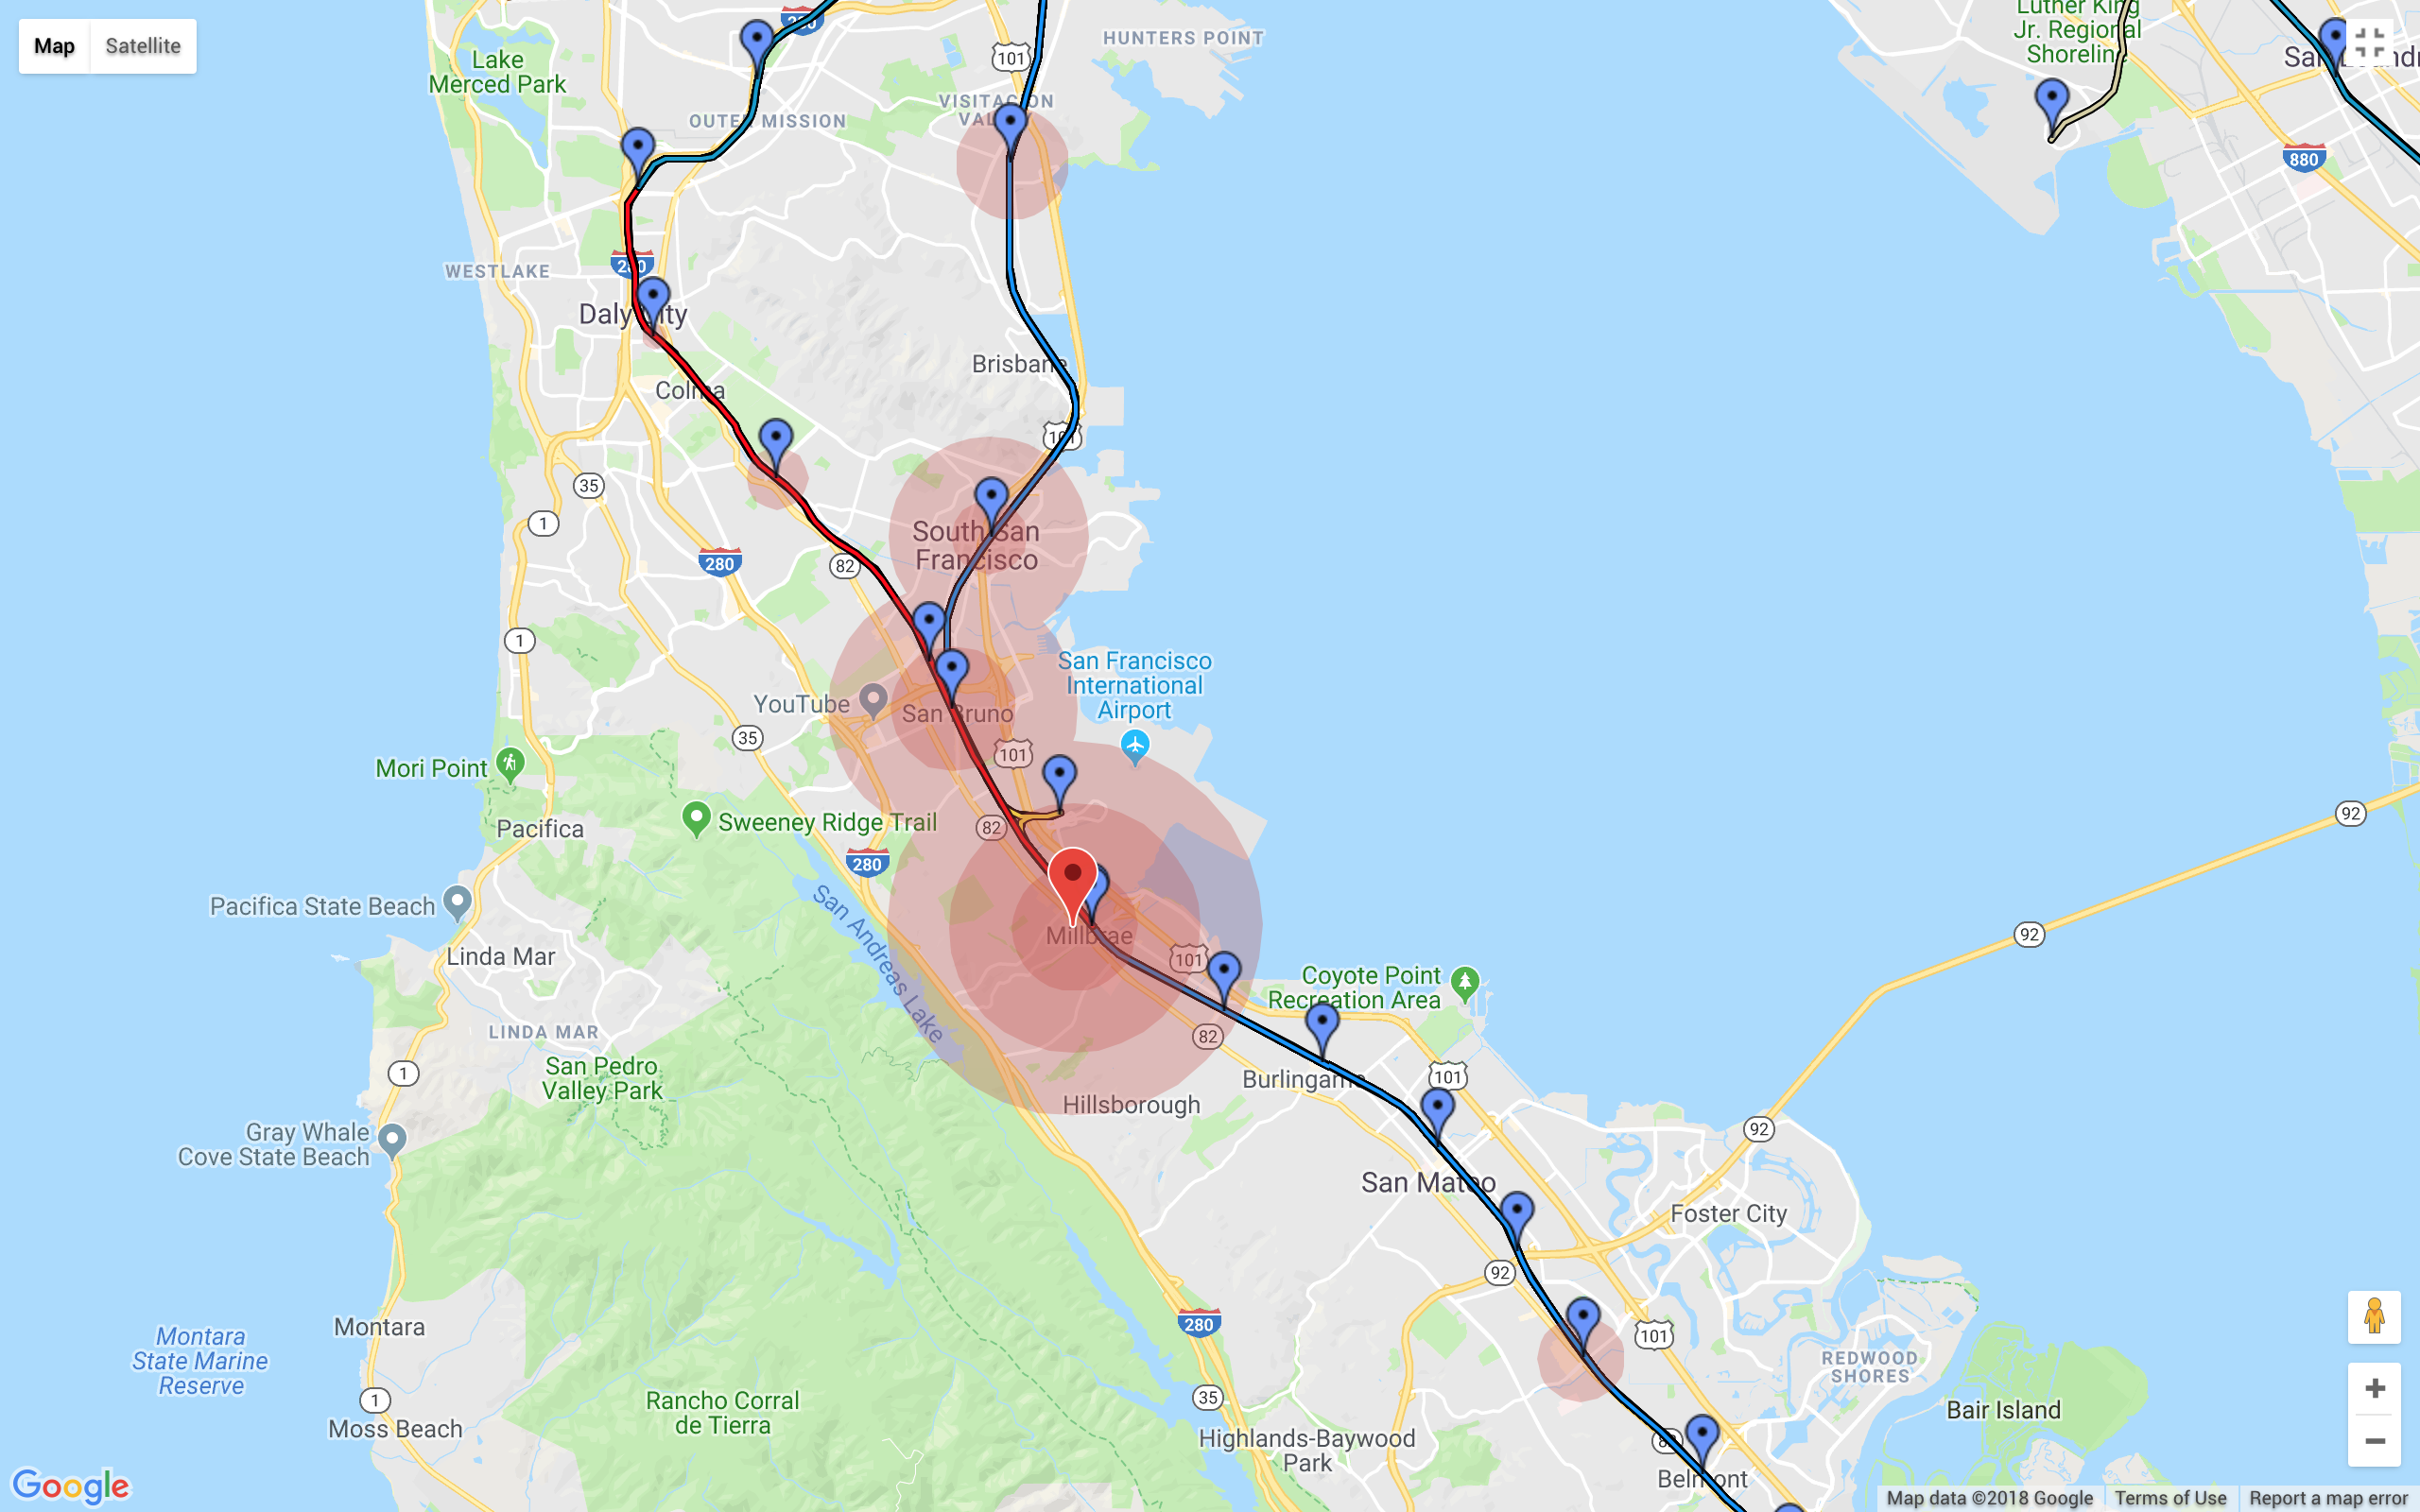 Map
Satellite
280
Lake
Merced Park
OUTER MISSION
101
HUNTERS POINT
VISITACION
VALLEY
Luther King
Jr. Regional
Shoreline
880
WESTLAKE
280
Daly City
Colma
Brisbane
101
35
1
280
82
South San
Francisco
1
San Francisco
International
Airport
YouTube
San Bruno
35
101
Mori Point
Pacifica
Sweeney Ridge Trail
82
280
92
Pacifica State Beach
San Andreas Lake
Millbrae
101
92
Linda Mar
Coyote Point
Recreation Area
LINDA MAR
82
1
San Pedro
Valley Park
Burlingame
101
Hillsborough
Gray Whale
Cove State Beach
92
San Mateo
Foster City
92
Montara
State Marine
Reserve
Montara
280
101
REDWOOD
SHORES
1
Moss Beach
Rancho Corral
de Tierra
35
Highlands-Baywood
Park
Bair Island
Belmont
Google
Map data ©2018 Google
Terms of Use
Report a map error